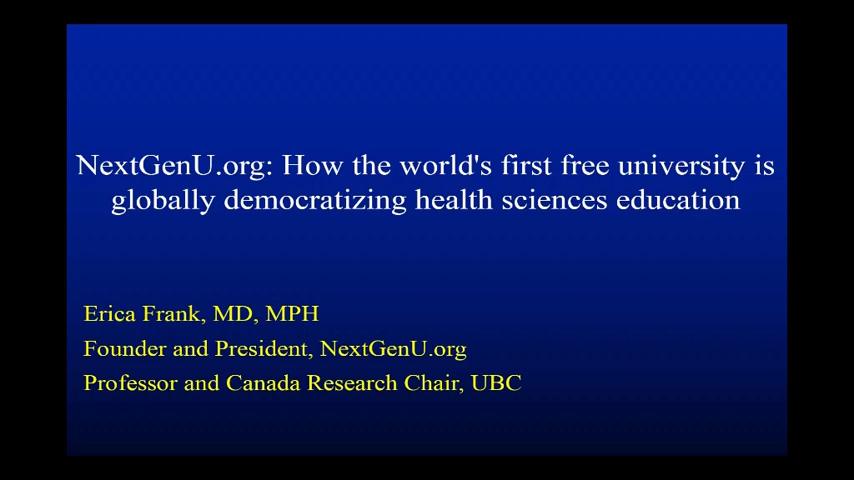 NextGenU.org: How the world's first free university is
globally democratizing health sciences education
Erica Frank, MD, MPH
Founder and President, NextGenU.org
Professor and Canada Research Chair, UBC